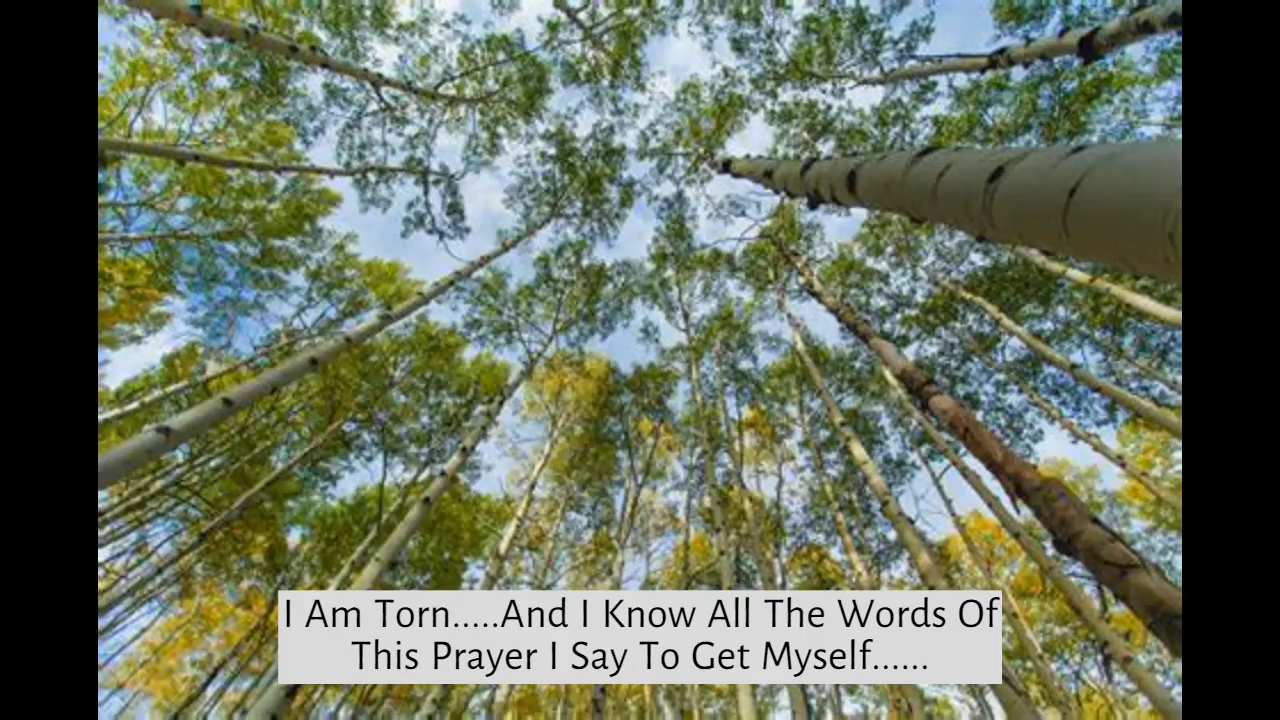 I Am Torn.....And I Know All The Words Of
This Prayer I Say To Get Myself......